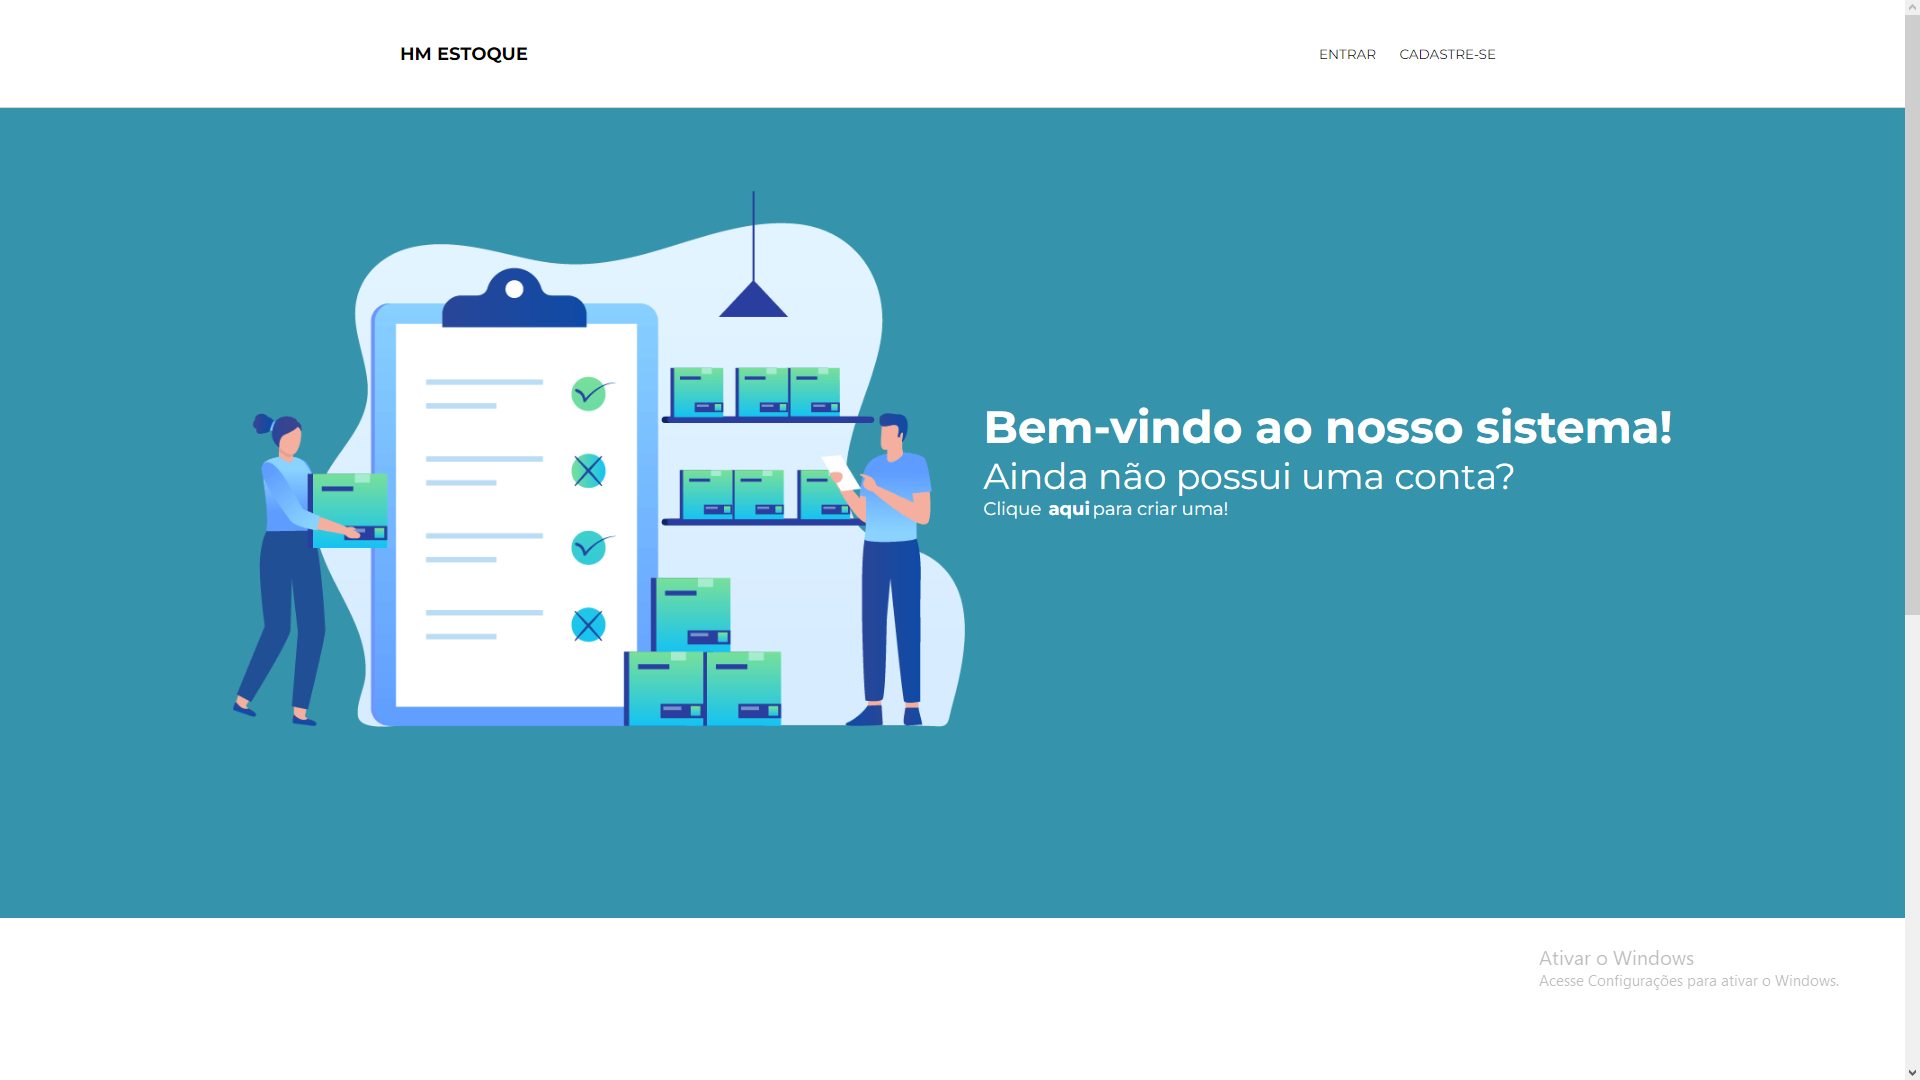 HM ESTOQUE
ENTRAR CADASTRE-SE
Bem-vindo ao nosso sistema!
Ainda não possui uma conta?
Clique aqui para criar uma!
Ativar o Windows
Acesse Configurações para ativar o Windows.